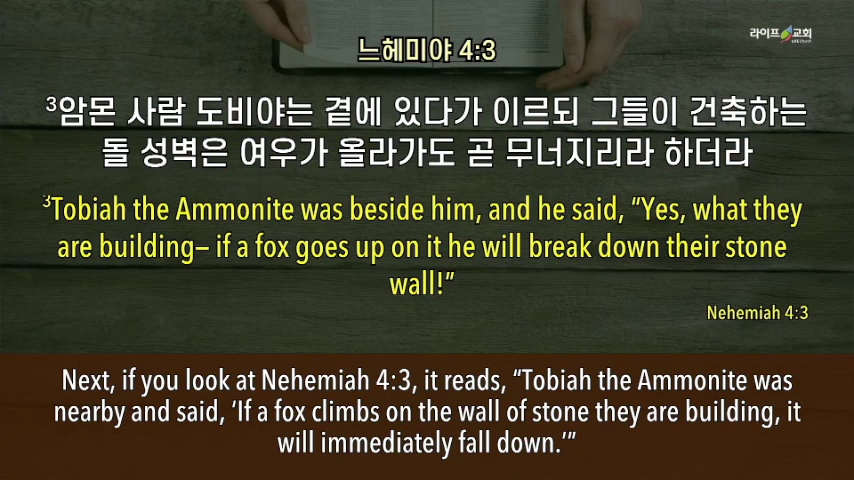 느헤미야 4:3
라이프교회
LIFE Church
3암몬 사람 도비야는 곁에 있다가 이르되 그들이 건축하는
돌 성벽은 여우가 올라가도 곧 무너지리라 하더라
3Tobiah the Ammonite was beside him, and he said, “Yes, what they
are building– if a fox goes up on it he will break down their stone
wall!”
Nehemiah 4:3
Next, if you look at Nehemiah 4:3, it reads, “Tobiah the Ammonite was
nearby and said, ‘If a fox climbs on the wall of stone they are building, it
will immediately fall down.’”